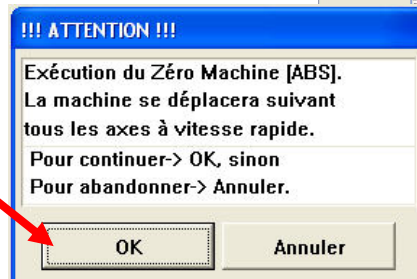 !!! ATTENTION !!!
Exécution du Zéro Machine [ABS].
La machine se déplacera suivant
tous les axes à vitesse rapide.
Pour continuer-> OK, sinon
Pour abandonner-> Annuler.
OK
Annuler